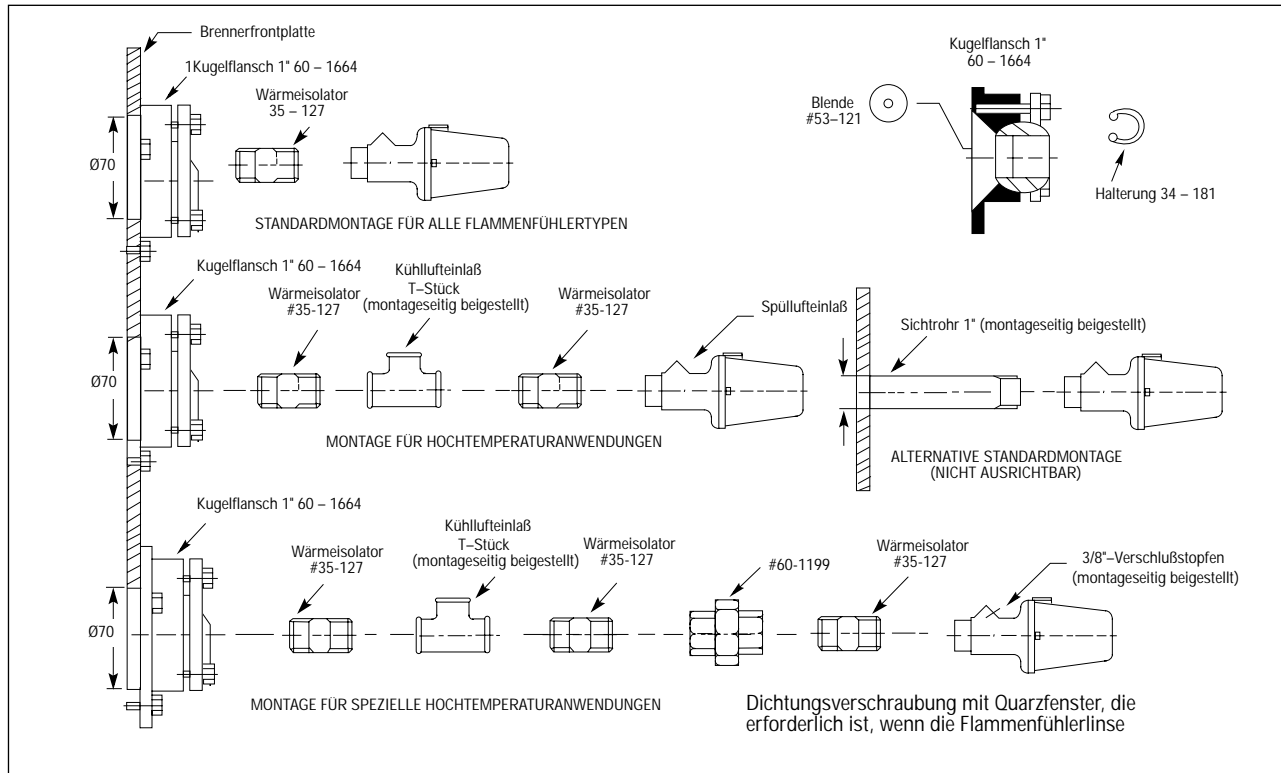 Brennerfrontplatte
1Kugelflansch 1" 60 – 1664
Wärmeisolator
35 – 127
Ø70
STANDARDMONTAGE FÜR ALLE FLAMMENFÜHLERTYPEN
Kugelflansch 1"
60 – 1664
Blende
#53–121
Halterung 34 – 181
Kugelflansch 1" 60 – 1664
Wärmeisolator
#35-127
Kühllufteinlaß
T–Stück
(montageseitig beigestellt)
Wärmeisolator
#35-127
Spüllufteinlaß
Ø70
MONTAGE FÜR HOCHTEMPERATURANWENDUNGEN
Sichtrohr 1" (montageseitig beigestellt)
ALTERNATIVE STANDARDMONTAGE
(NICHT AUSRICHTBAR)
Kugelflansch 1" 60 – 1664
Wärmeisolator
#35-127
Kühllufteinlaß
T–Stück
(montageseitig beigestellt)
Wärmeisolator
#35-127
#60-1199
Wärmeisolator
#35-127
3/8"–Verschlußstopfen
(montageseitig beigestellt)
Ø70
MONTAGE FÜR SPEZIELLE HOCHTEMPERATURANWENDUNGEN
Dichtungsverschraubung mit Quarzfenster, die
erforderlich ist, wenn die Flammenfühlerlinse